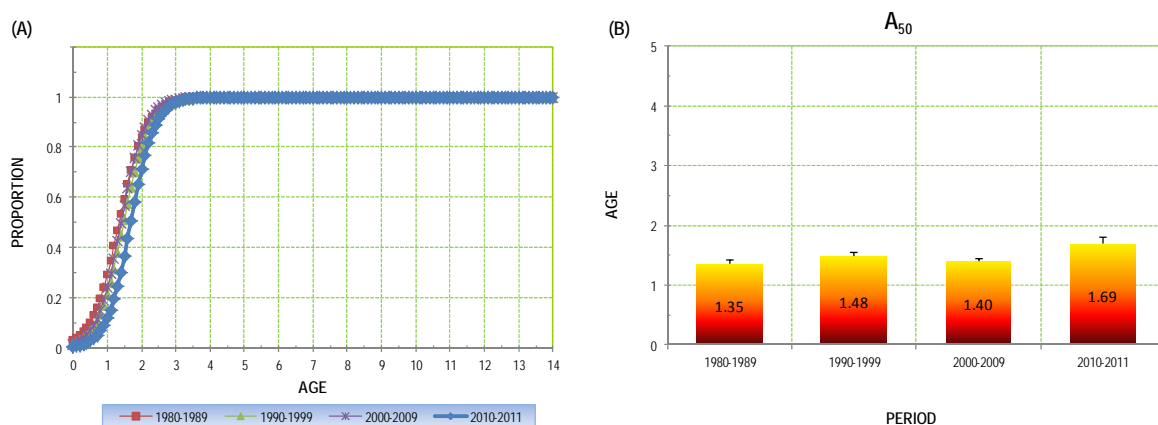 (A)
PROPORTION
1
0.8
0.6
0.4
0.2
0
0 1 2 3 4 5 6 7 8 9 10 11 12 13 14
AGE
1980-1989 1990-1999 2000-2009 2010-2011
(B)
A50
AGE
5
4
3
2
1
0
1.35 1.48 1.40 1.69
1980-1989 1990-1999 2000-2009 2010-2011
PERIOD